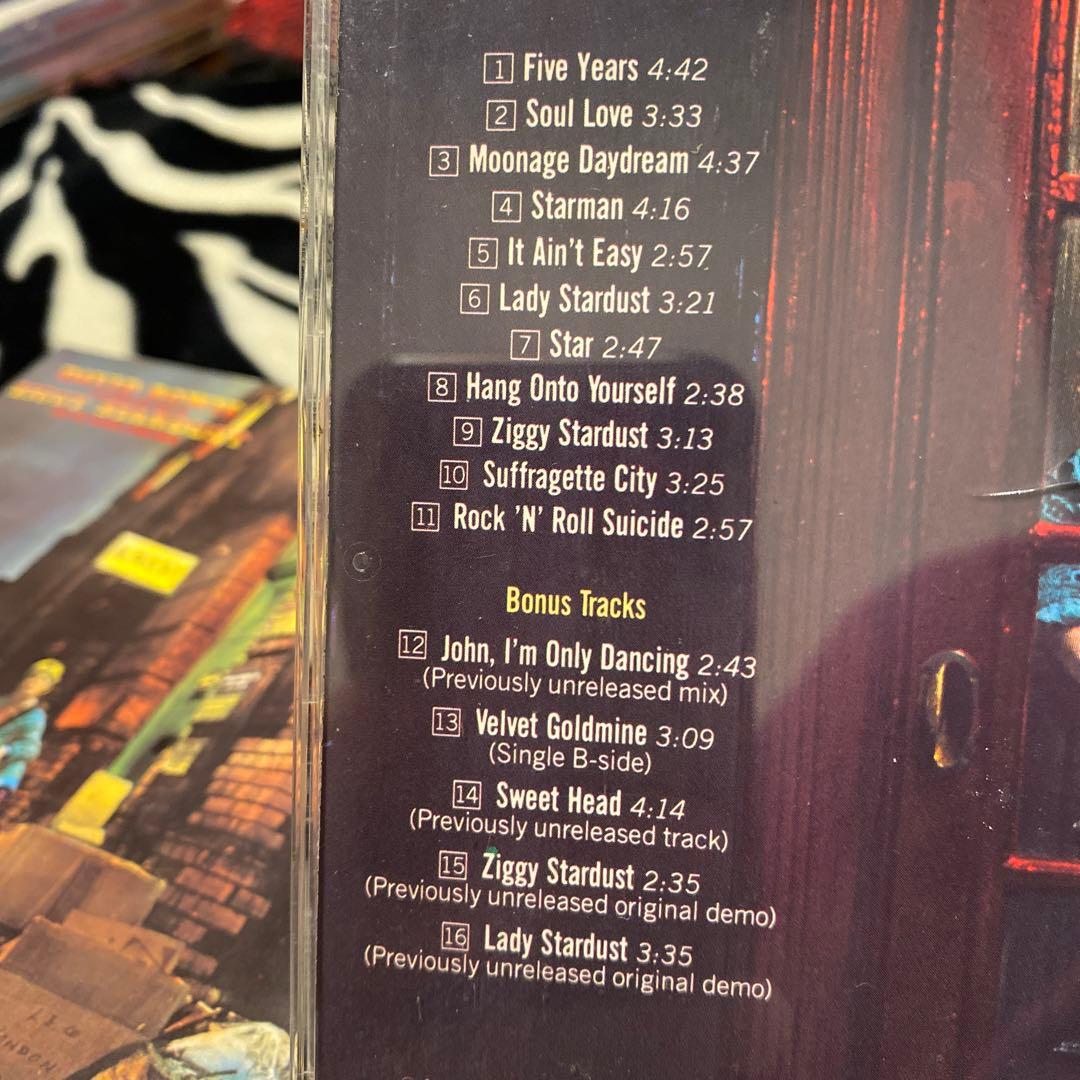 1 Five Years 4:42
2 Soul Love 3:33
3 Moonage Daydream 4:37
4 Starman 4:16
5 It Ain't Easy 2:57
6 Lady Stardust 3:21
7 Star 2:47
8 Hang Onto Yourself 2:38
9 Ziggy Stardust 3:13
10 Suffragette City 3:25
11 Rock 'N' Roll Suicide 2:57
Bonus Tracks
12 John, I'm Only Dancing 2:43
(Previously unreleased mix)
13 Velvet Goldmine 3:09
(Single B-side)
14 Sweet Head 4:14
(Previously unreleased track)
15 Ziggy Stardust 2:35
(Previously unreleased original demo)
16 Lady Stardust 3:35
(Previously unreleased original demo)